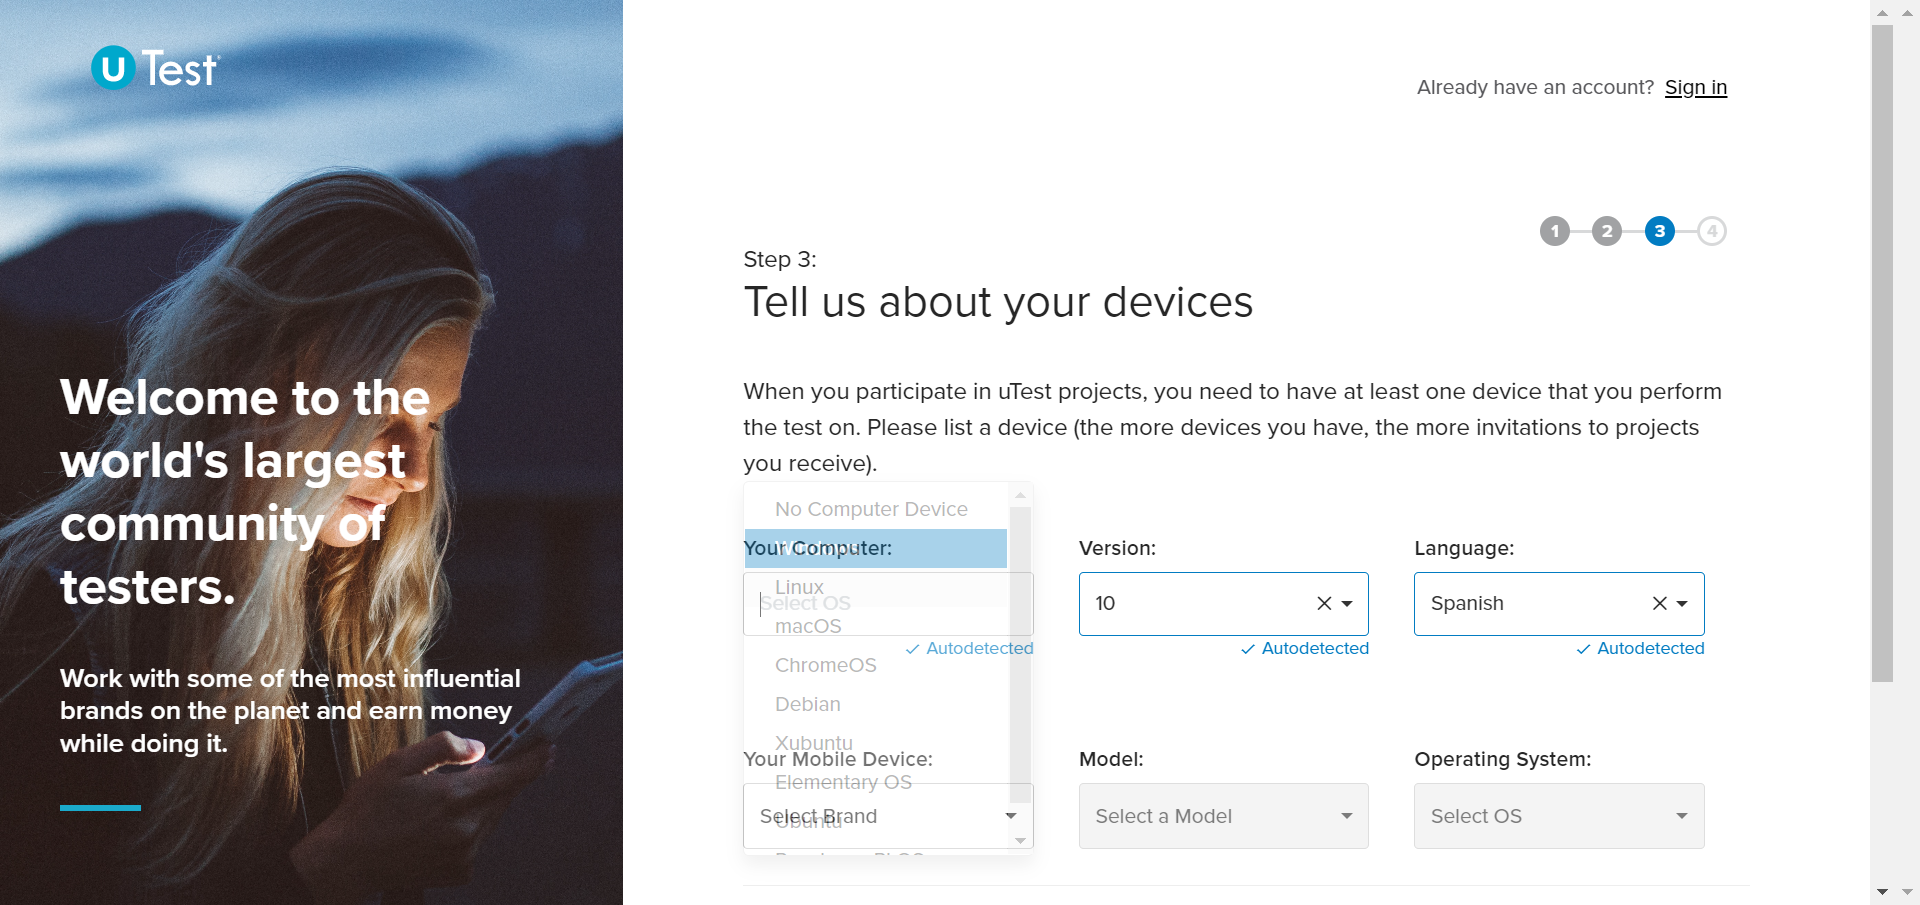 uTest
Welcome to the
world's largest
community of
testers.
Work with some of the most influential
brands on the planet and earn money
while doing it.
Already have an account? Sign in
1 2 3 4
Step 3:
Tell us about your devices
When you participate in uTest projects, you need to have at least one device that you perform
the test on. Please list a device (the more devices you have, the more invitations to projects
you receive).
No Computer Device
Your Computer:
Windows
Version:
Language:
Linux
Select OS
10
Spanish
macOS
Autodetected
Autodetected
Autodetected
ChromeOS
Debian
Xubuntu
Your Mobile Device:
Model:
Operating System:
Elementary OS
Select Brand
Ubuntu
Select a Model
Select OS